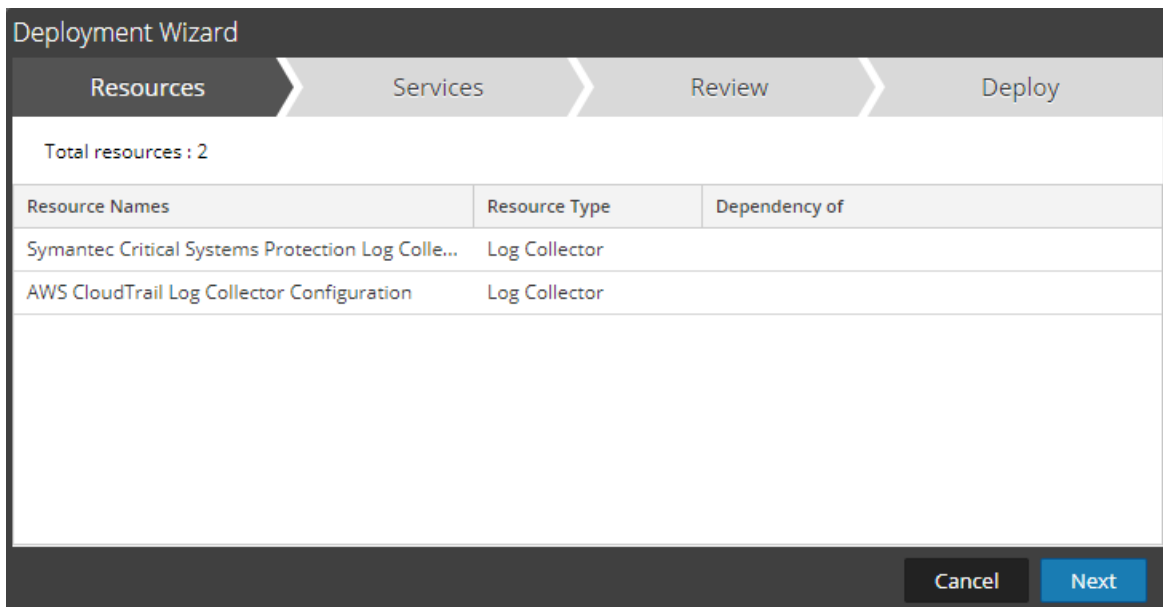 Deployment Wizard
Resources Services Review Deploy
Total resources : 2
Resource Names Resource Type Dependency of
Symantec Critical Systems Protection Log Colle... Log Collector
AWS CloudTrail Log Collector Configuration Log Collector
Cancel Next